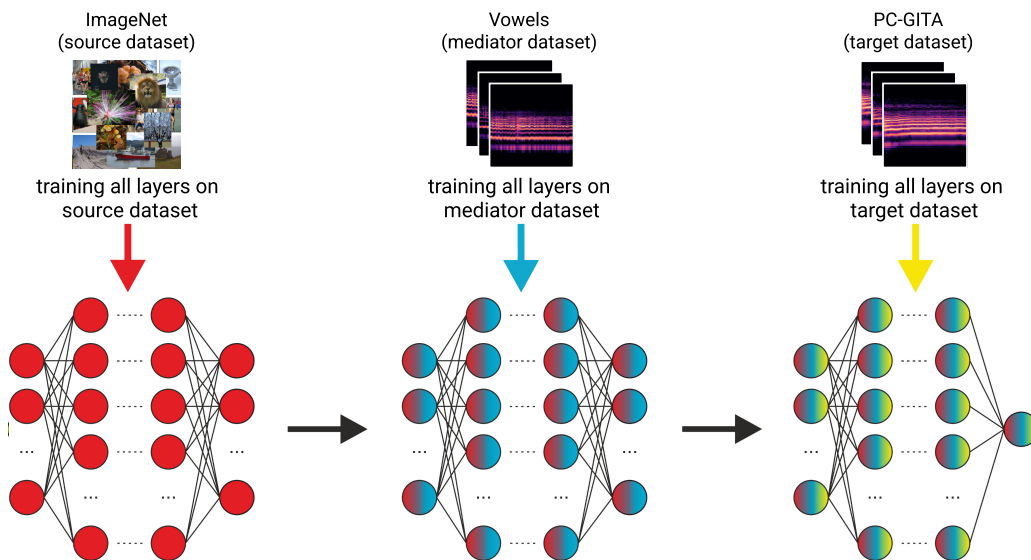 ImageNet
(source dataset)
training all layers on
source dataset
...
...
...
Vowels
(mediator dataset)
training all layers on
mediator dataset
...
...
...
...
PC-GITA
(target dataset)
training all layers on
target dataset
...
...
...